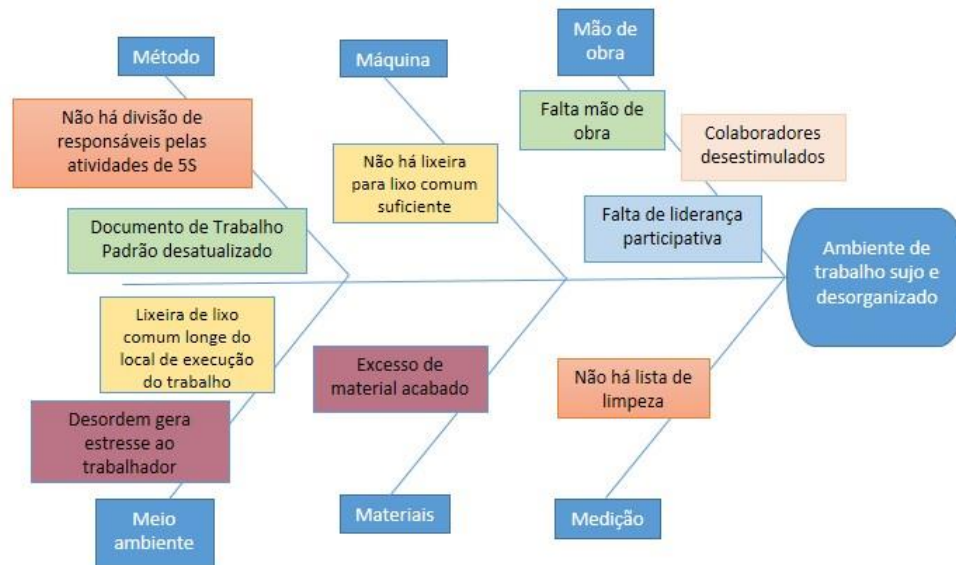 Método
Máquina
Mão de
obra
Não há divisão de
responsáveis pelas
atividades de 5S
Falta mão de
obra
Colaboradores
desestimulados
Não há lixeira
para lixo comum
suficiente
Documento de Trabalho
Padrão desatualizado
Falta de liderança
participativa
Ambiente de
trabalho sujo e
desorganizado
Lixeira de lixo
comum longe do
local de execução
do trabalho
Excesso de
material acabado
Não há lista de
limpeza
Desordem gera
estresse ao
trabalhador
Meio
ambiente
Materiais
Medição